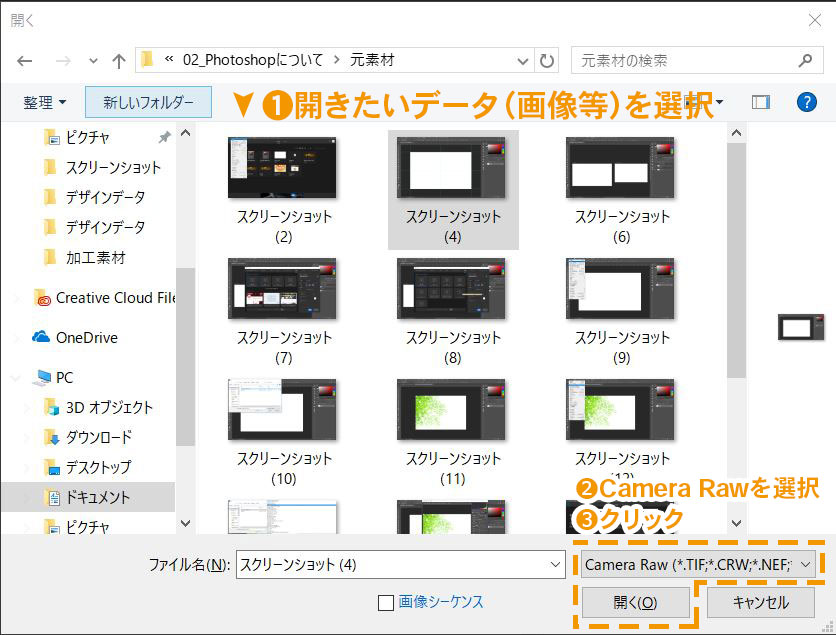 開く
« 02_Photoshopについて > 元素材
元素材の検索
整理
新しいフォルダー
①開きたいデータ（画像等）を選択
ピクチャ
スクリーンショット
デザインデータ
デザインデータ
加工素材
Creative Cloud File
OneDrive
PC
3D オブジェクト
ダウンロード
デスクトップ
ドキュメント
ピクチャ
スクリーンショット
(2)
スクリーンショット
(4)
スクリーンショット
(6)
スクリーンショット
(7)
スクリーンショット
(8)
スクリーンショット
(9)
スクリーンショット
(10)
スクリーンショット
(11)
スクリーンショット
(12)
②Camera Rawを選択
③クリック
ファイル名(N):
スクリーンショット (4)
Camera Raw (*.TIF;*.CRW;*.NEF;*
画像シーケンス
開く(O)
キャンセル